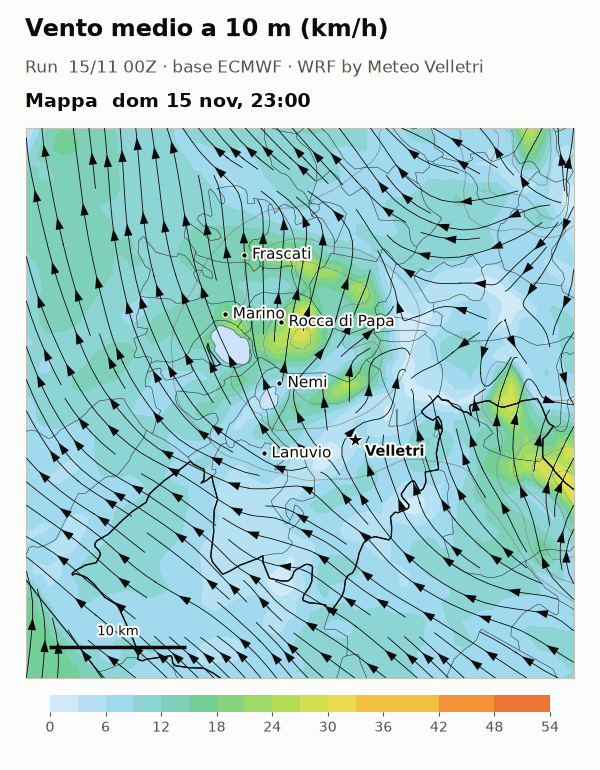 Vento medio a 10 m (km/h)
Run 15/11 00Z · base ECMWF · WRF by Meteo Velletri
Mappa dom 15 nov, 23:00
Frascati
Marino
Rocca di Papa
Nemi
Velletri
Lanuvio
10 km
0 6 12 18 24 30 36 42 48 54